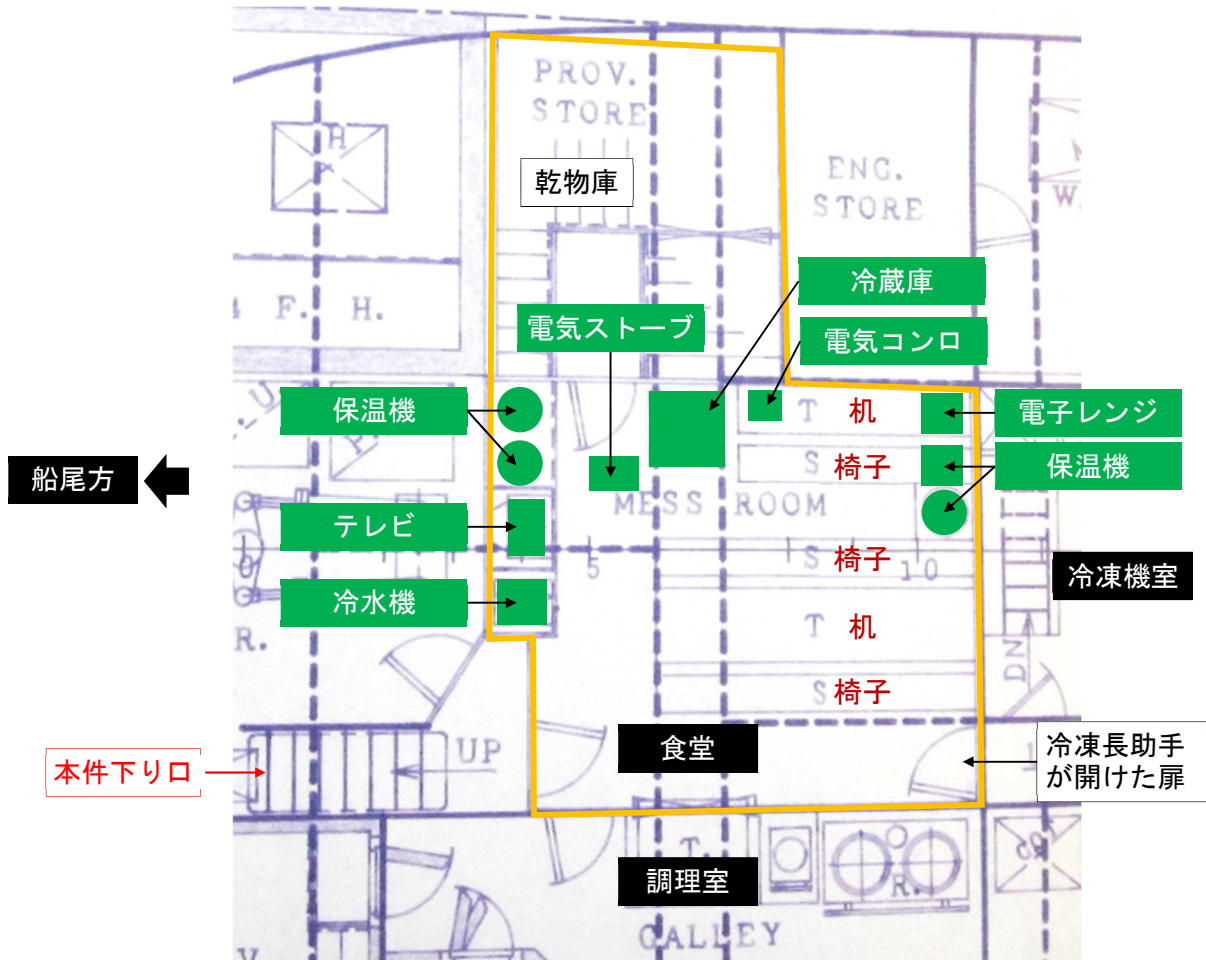 PROV.
STORE
乾物庫
H
ENG.
STORE
冷蔵庫
F. H.
電気ストーブ
電気コンロ
保温機
T 机
電子レンジ
船尾方
S 椅子
保温機
MESS ROOM
テレビ
5
S 椅子
10
冷凍機室
冷水機
T 机
R.
DN
S 椅子
UP
食堂
冷凍長助手
が開けた扉
本件下り口
T.
調理室
R.
GALLEY